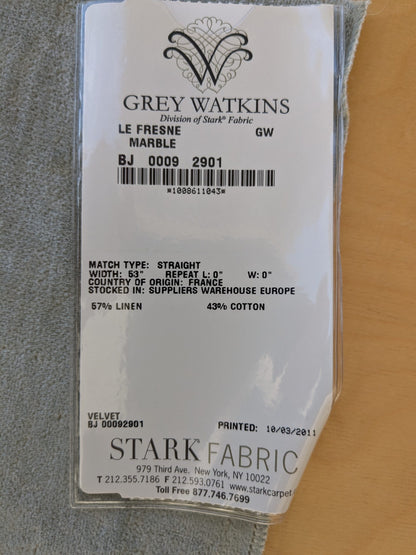 GREY WATKINS
Division of Stark® Fabric
LE FRESNE GW
MARBLE
BJ 0009 2901
*1008611043*
MATCH TYPE: STRAIGHT
WIDTH: 53" REPEAT L: 0" W: 0"
COUNTRY OF ORIGIN: FRANCE
STOCKED IN: SUPPLIERS WAREHOUSE EUROPE
57% LINEN 43% COTTON
VELVET
BJ 00092901 PRINTED: 10/03/2011
STARK® FABRIC
979 Third Ave. New York, NY 10022
T 212.355.7186 F 212.593.0761 www.starkcarpet.
Toll Free 877.746.7699